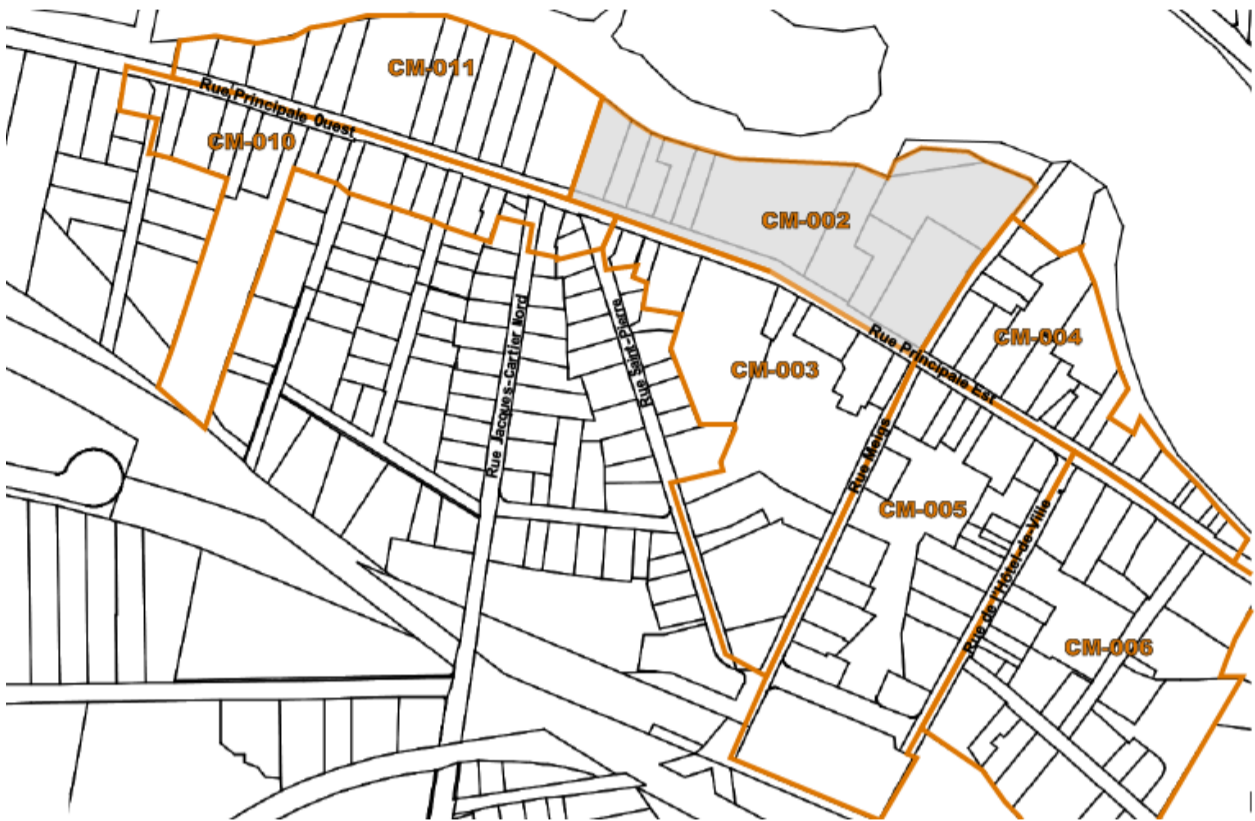 CM-011
Rue Principale Ouest
CM-010
CM-002
CM-004
Rue Principale Est
CM-003
Rue Jacques-Cartier Nord
Rue Saint-Pierre
Rue Meigs
CM-005
Rue de l'Hôtel-de-Ville
CM-006